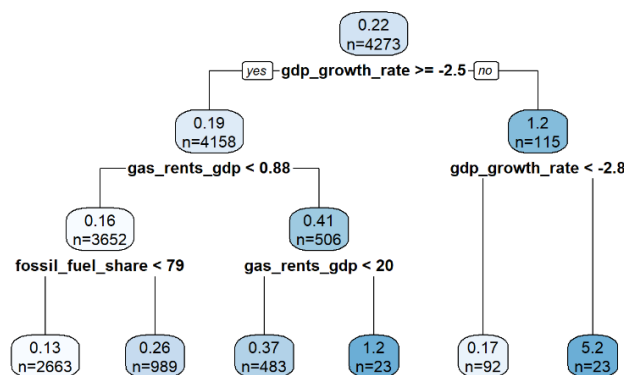 0.22
n=4273
yes gdp_growth_rate >= -2.5 no
0.19
n=4158
1.2
n=115
gas_rents_gdp < 0.88
gdp_growth_rate < -2.8
0.16
n=3652
0.41
n=506
fossil_fuel_share < 79
gas_rents_gdp < 20
0.13
n=2663
0.26
n=989
0.37
n=483
1.2
n=23
0.17
n=92
5.2
n=23